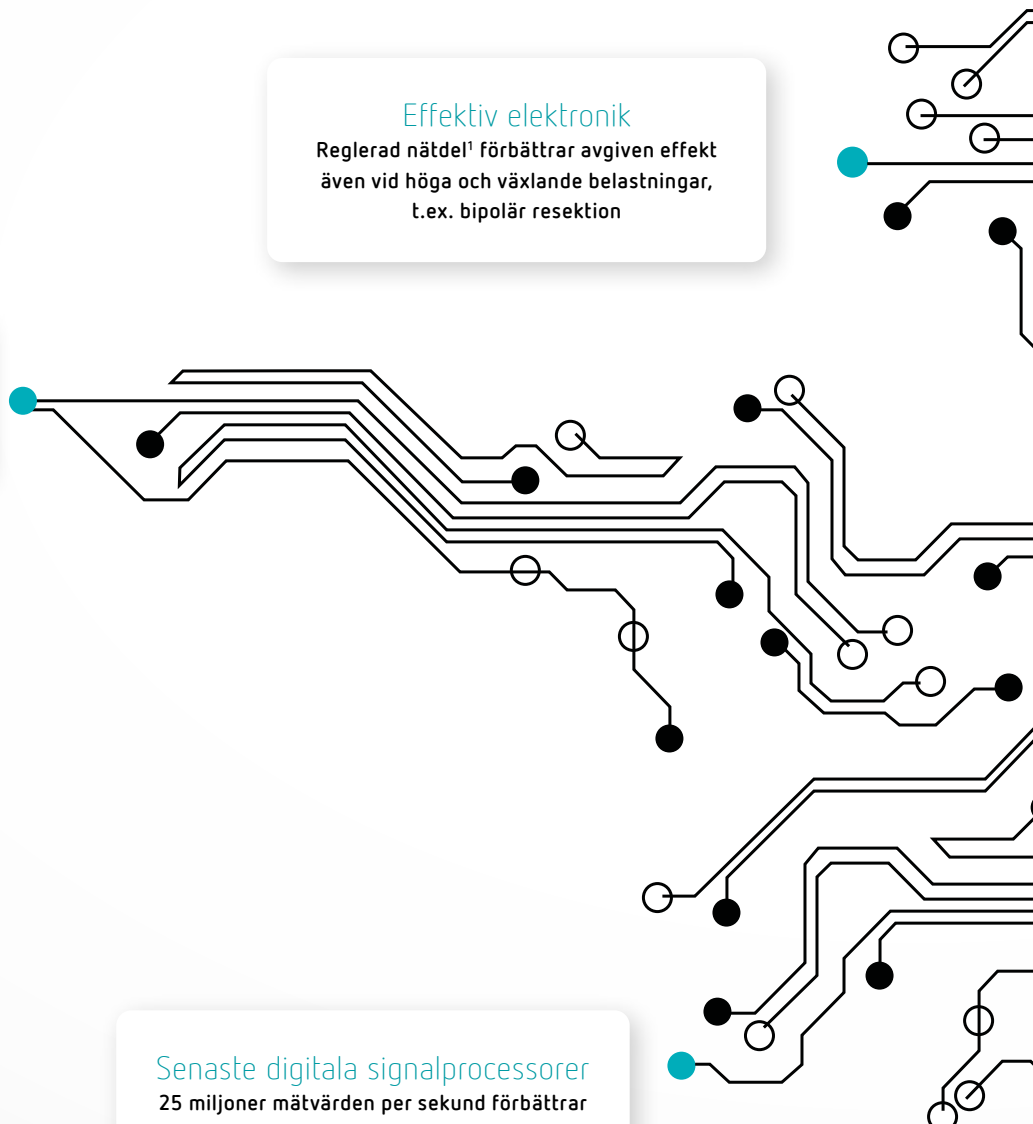 Effektiv elektronik
Reglerad nätdel¹ förbättrar avgiven effekt
även vid höga och växlande belastningar,
t.ex. bipolär resektion
Senaste digitala signalprocessorer
25 miljoner mätvärden per sekund förbättrar